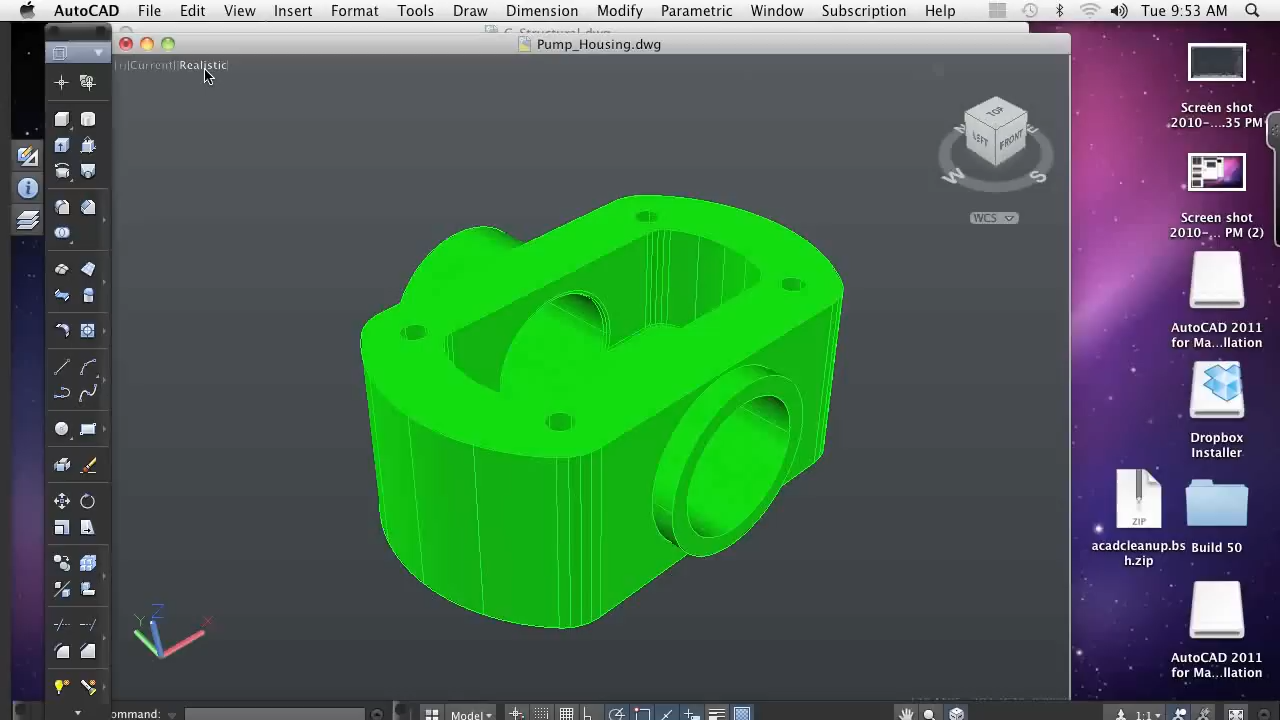 AutoCAD File Edit View Insert Format Tools Draw Dimension Modify Parametric Window Subscription Help Tue 9:53 AM
Pump_Housing.dwg
Current||Realistic
TOP
LEFT FRONT
W S
WCS
Screen shot
2010-...35 PM
Screen shot
2010-... PM (2)
AutoCAD 2011
for Ma...llation
Dropbox
Installer
ZIP
acadcleanup.bs
h.zip
Build 50
AutoCAD 2011
for Ma...llation
Y Z X
ommand: Model 1:1